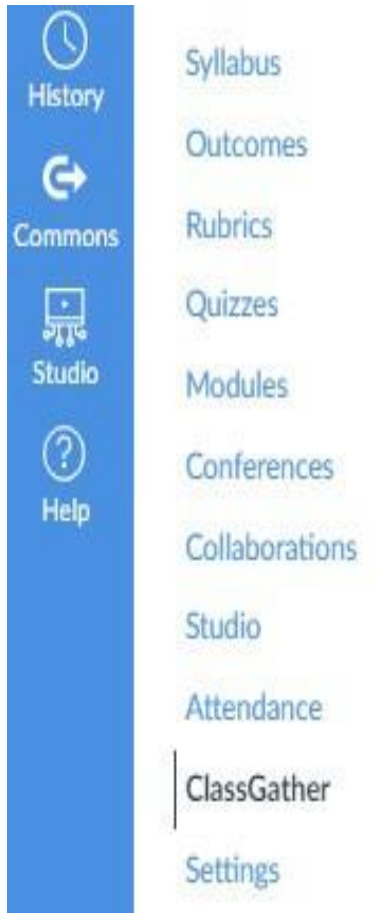 History
Commons
Studio
Help
Syllabus
Outcomes
Rubrics
Quizzes
Modules
Conferences
Collaborations
Studio
Attendance
ClassGather
Settings